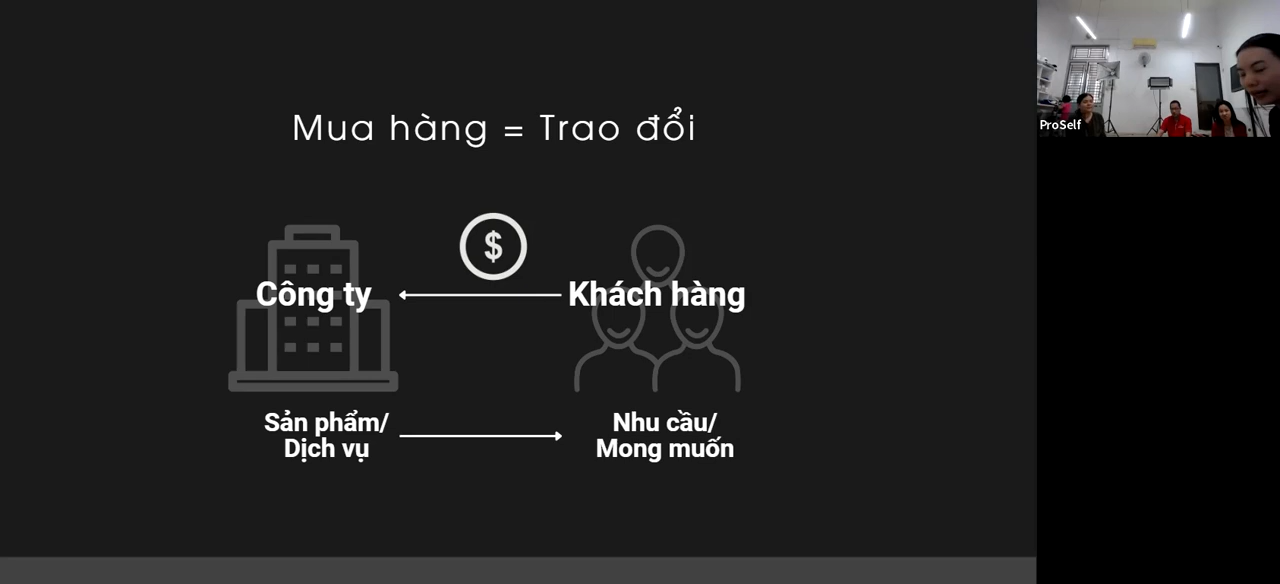 Mua hàng = Trao đổi
$
Công ty
Khách hàng
Sản phẩm/
Dịch vụ
Nhu cầu/
Mong muốn
ProSelf